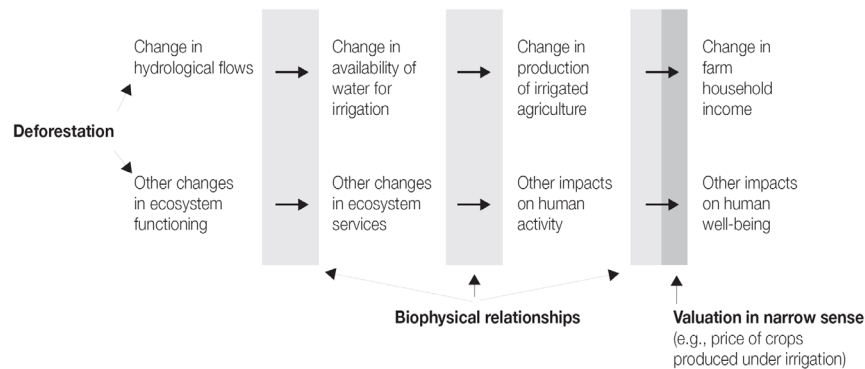 Change in
hydrological flows
Change in
availability of
water for
irrigation
Change in
production
of irrigated
agriculture
Change in
farm
household
income
Deforestation
Other changes
in ecosystem
functioning
Other changes
in ecosystem
services
Other impacts
on human
activity
Other impacts
on human
well-being
Biophysical relationships
Valuation in narrow sense
(e.g., price of crops
produced under irrigation)